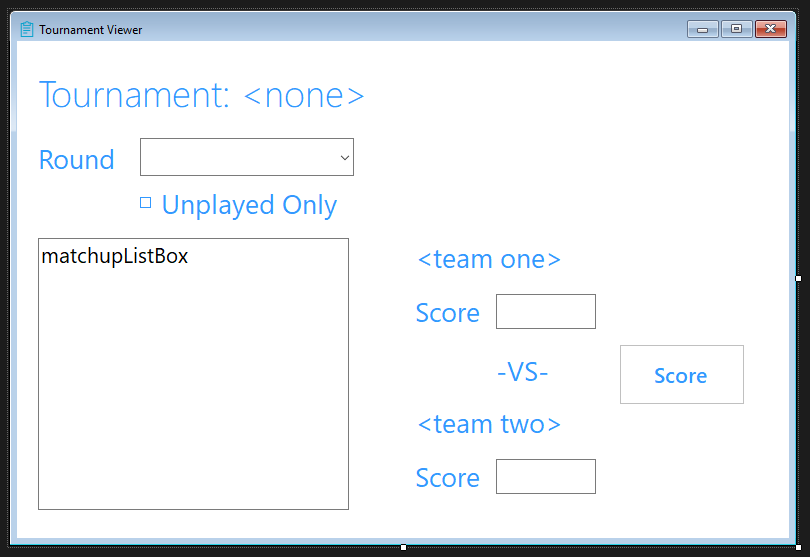 Tournament Viewer
Tournament: <none>
Round
Unplayed Only
matchupListBox
<team one>
Score
-VS-
Score
<team two>
Score